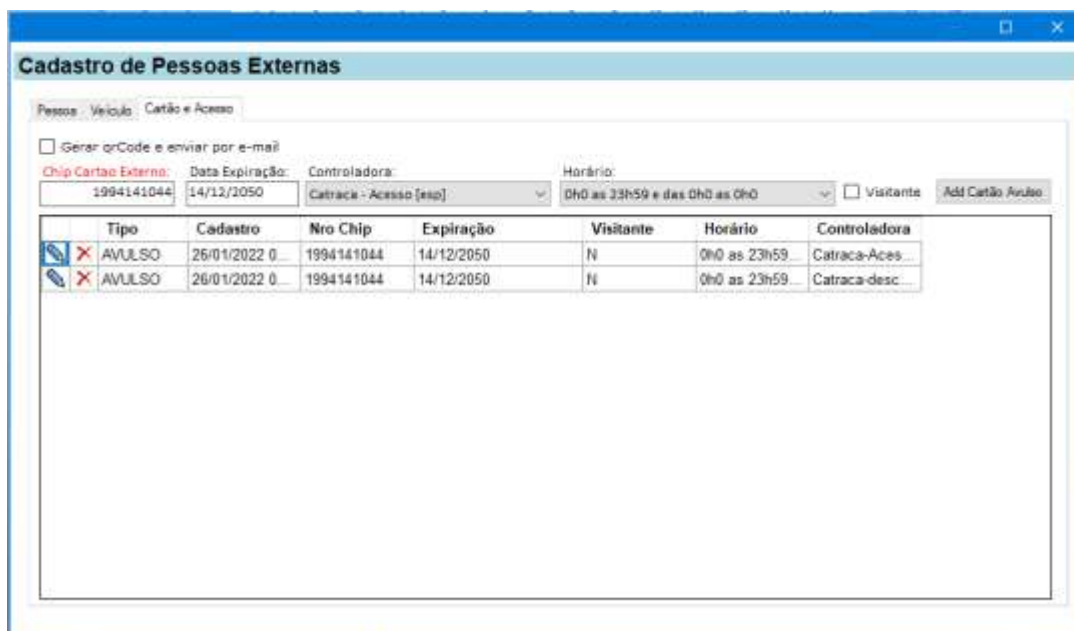 Cadastro de Pessoas Externas
Pessoa Veículo Cartão e Acesso
Gerar qrCode e enviar por e-mail
Chip Cartao Externo: Data Expiração: Controladora: Horário:
1994141044 14/12/2050 Catraca - Acesso [esp] 0h0 as 23h59 e das 0h0 as 0h0 Visitante Add Cartão Avulso
Tipo Cadastro Nro Chip Expiração Visitante Horário Controladora
AVULSO 26/01/2022 0... 1994141044 14/12/2050 N 0h0 as 23h59... Catraca-Aces...
AVULSO 26/01/2022 0... 1994141044 14/12/2050 N 0h0 as 23h59... Catraca-desc...